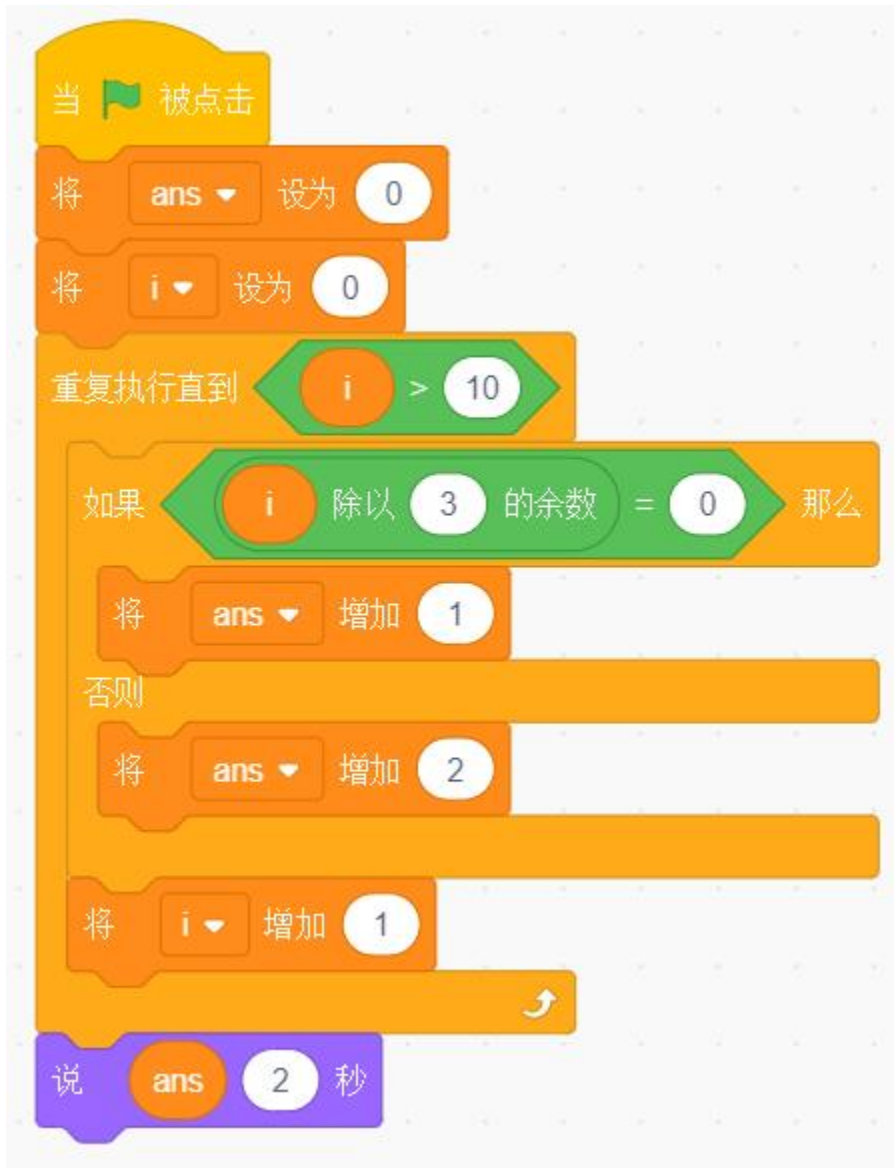 当 被点击
将 ans 设为 0
将 i 设为 0
重复执行直到 i > 10
如果 i 除以 3 的余数 = 0 那么
将 ans 增加 1
否则
将 ans 增加 2
将 i 增加 1
说 ans 2 秒